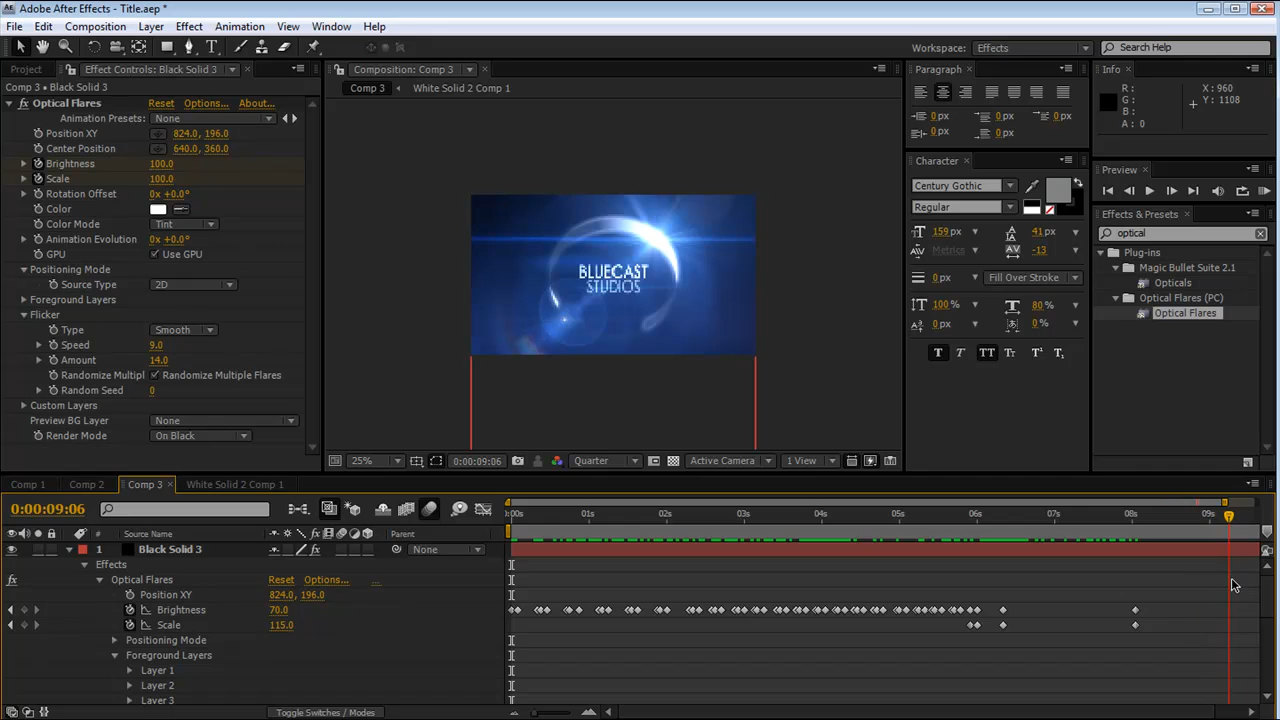 Adobe After Effects - Title.aep *
File Edit Composition Layer Effect Animation View Window Help
Workspace: Effects Search Help
Project Effect Controls: Black Solid 3
Comp 3 • Black Solid 3
Optical Flares Reset Options... About...
Animation Presets: None
Position XY 824.0, 196.0
Center Position 640.0, 360.0
Brightness 100.0
Scale 100.0
Rotation Offset 0x +0.0°
Color
Color Mode Tint
Animation Evolution 0x +0.0°
GPU Use GPU
Positioning Mode
Source Type 2D
Foreground Layers
Flicker
Type Smooth
Speed 9.0
Amount 14.0
Randomize Multipl Randomize Multiple Flares
Random Seed 0
Custom Layers
Preview BG Layer None
Render Mode On Black
Composition: Comp 3
Comp 3 White Solid 2 Comp 1
BLUECAST
STUDIOS
25% 0:00:09:06 Quarter Active Camera 1 View
Paragraph
0 px 0 px 0 px
0 px 0 px
Character
Century Gothic
Regular
159 px 41 px
Metrics -13
0 px Fill Over Stroke
100 % 80 %
0 px 0 %
T T TT Tr T¹ T₁
Info
R: X: 960
G: Y: 1108
B:
A: 0
Preview
Effects & Presets
optical
Plug-ins
Magic Bullet Suite 2.1
Opticals
Optical Flares (PC)
Optical Flares
Comp 1 Comp 2 Comp 3 White Solid 2 Comp 1
0:00:09:06
# Source Name Parent
:00s 01s 02s 03s 04s 05s 06s 07s 08s 09s
1 Black Solid 3 None
Effects
Optical Flares Reset Options... ...
Position XY 824.0, 196.0
Brightness 70.0
Scale 115.0
Positioning Mode
Foreground Layers
Layer 1
Layer 2
Layer 3
Toggle Switches / Modes